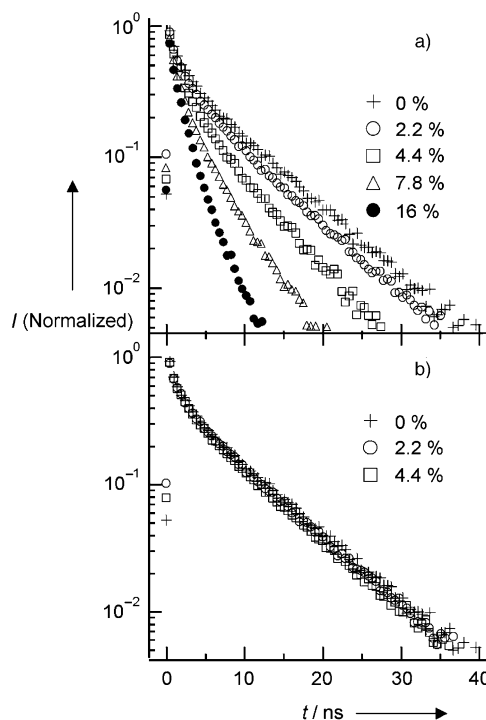 10⁰
a)
+ 0 %
○ 2.2 %
□ 4.4 %
△ 7.8 %
● 16 %
10⁻¹
10⁻²
I (Normalized)
10⁰
b)
+ 0 %
○ 2.2 %
□ 4.4 %
10⁻¹
10⁻²
0 10 20 30 40
t / ns